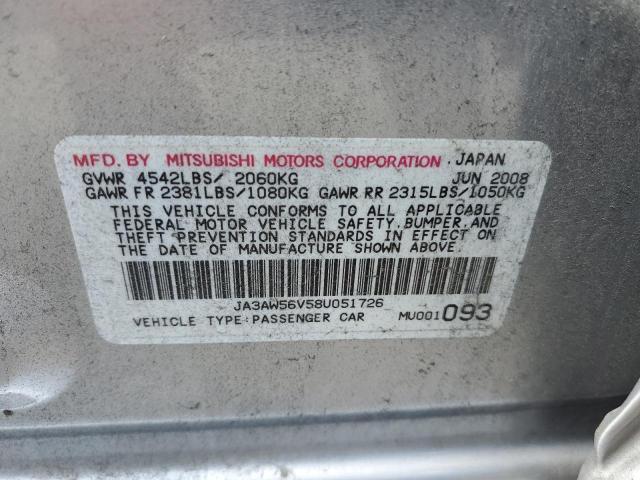 MFD. BY MITSUBISHI MOTORS CORPORATION, JAPAN
GVWR 4542LBS/ 2060KG JUN 2008
GAWR FR 2381LBS/1080KG GAWR RR 2315LBS/1050KG
THIS VEHICLE CONFORMS TO ALL APPLICABLE
FEDERAL MOTOR VEHICLE SAFETY, BUMPER, AND
THEFT PREVENTION STANDARDS IN EFFECT ON
THE DATE OF MANUFACTURE SHOWN ABOVE.
JA3AW56V58U051726
VEHICLE TYPE:PASSENGER CAR MU001093